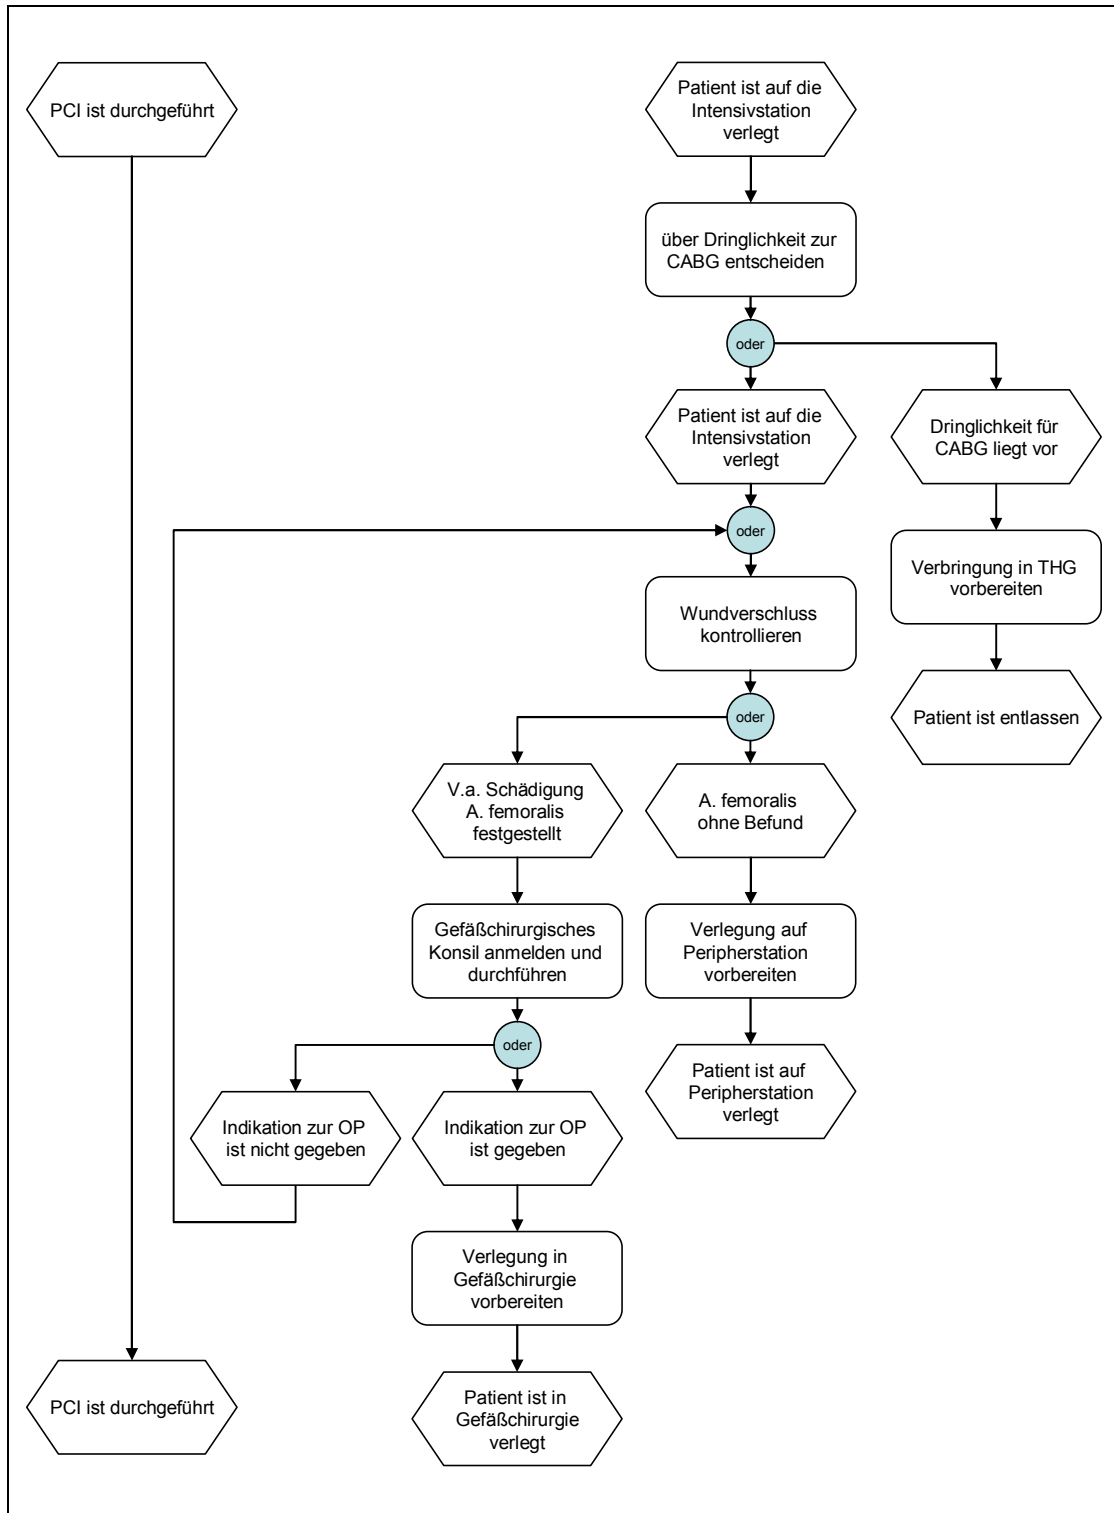 PCI ist durchgeführt
Patient ist auf die
Intensivstation
verlegt
über Dringlichkeit zur
CABG entscheiden
oder
Patient ist auf die
Intensivstation
verlegt
Dringlichkeit für
CABG liegt vor
oder
Verbringung in THG
vorbereiten
Wundverschluss
kontrollieren
oder
Patient ist entlassen
V.a. Schädigung
A. femoralis
festgestellt
A. femoralis
ohne Befund
Gefäßchirurgisches
Konsil anmelden und
durchführen
Verlegung auf
Peripherstation
vorbereiten
oder
Patient ist auf
Peripherstation
verlegt
Indikation zur OP
ist nicht gegeben
Indikation zur OP
ist gegeben
Verlegung in
Gefäßchirurgie
vorbereiten
PCI ist durchgeführt
Patient ist in
Gefäßchirurgie
verlegt